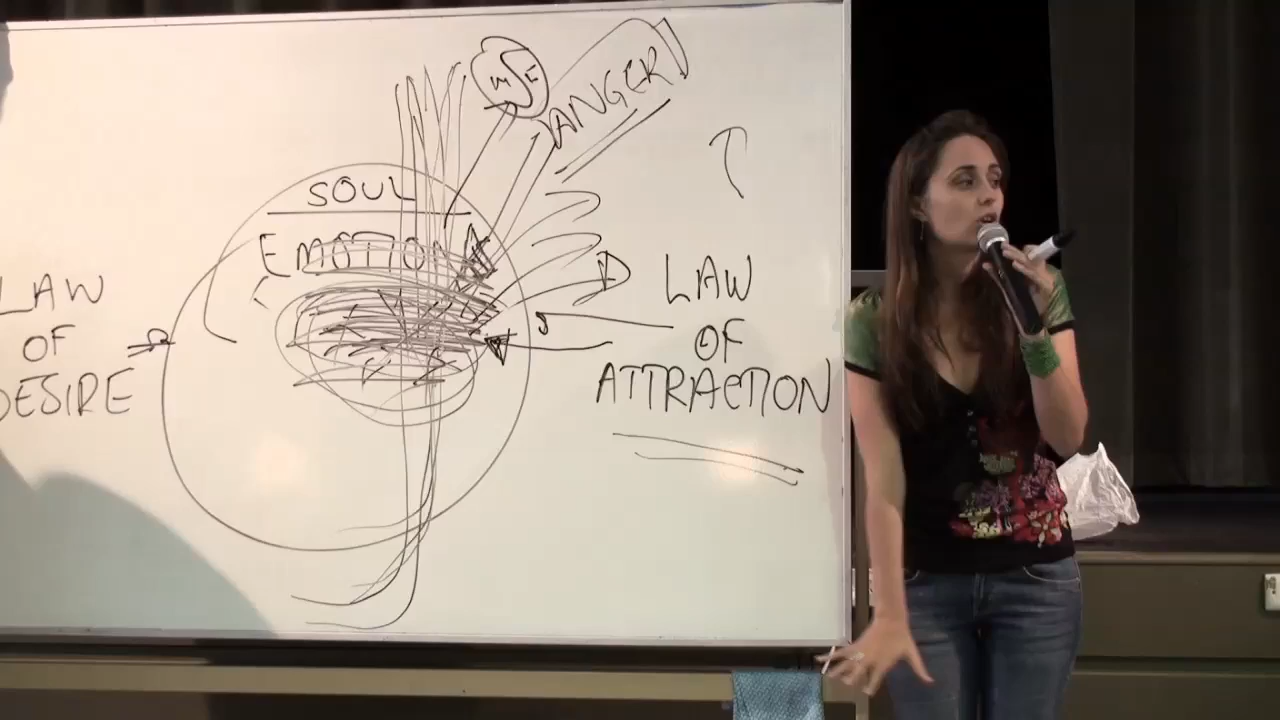 ANGER
SOUL
EMOTION
LAW
OF
DESIRE
LAW
OF
ATTRACTION